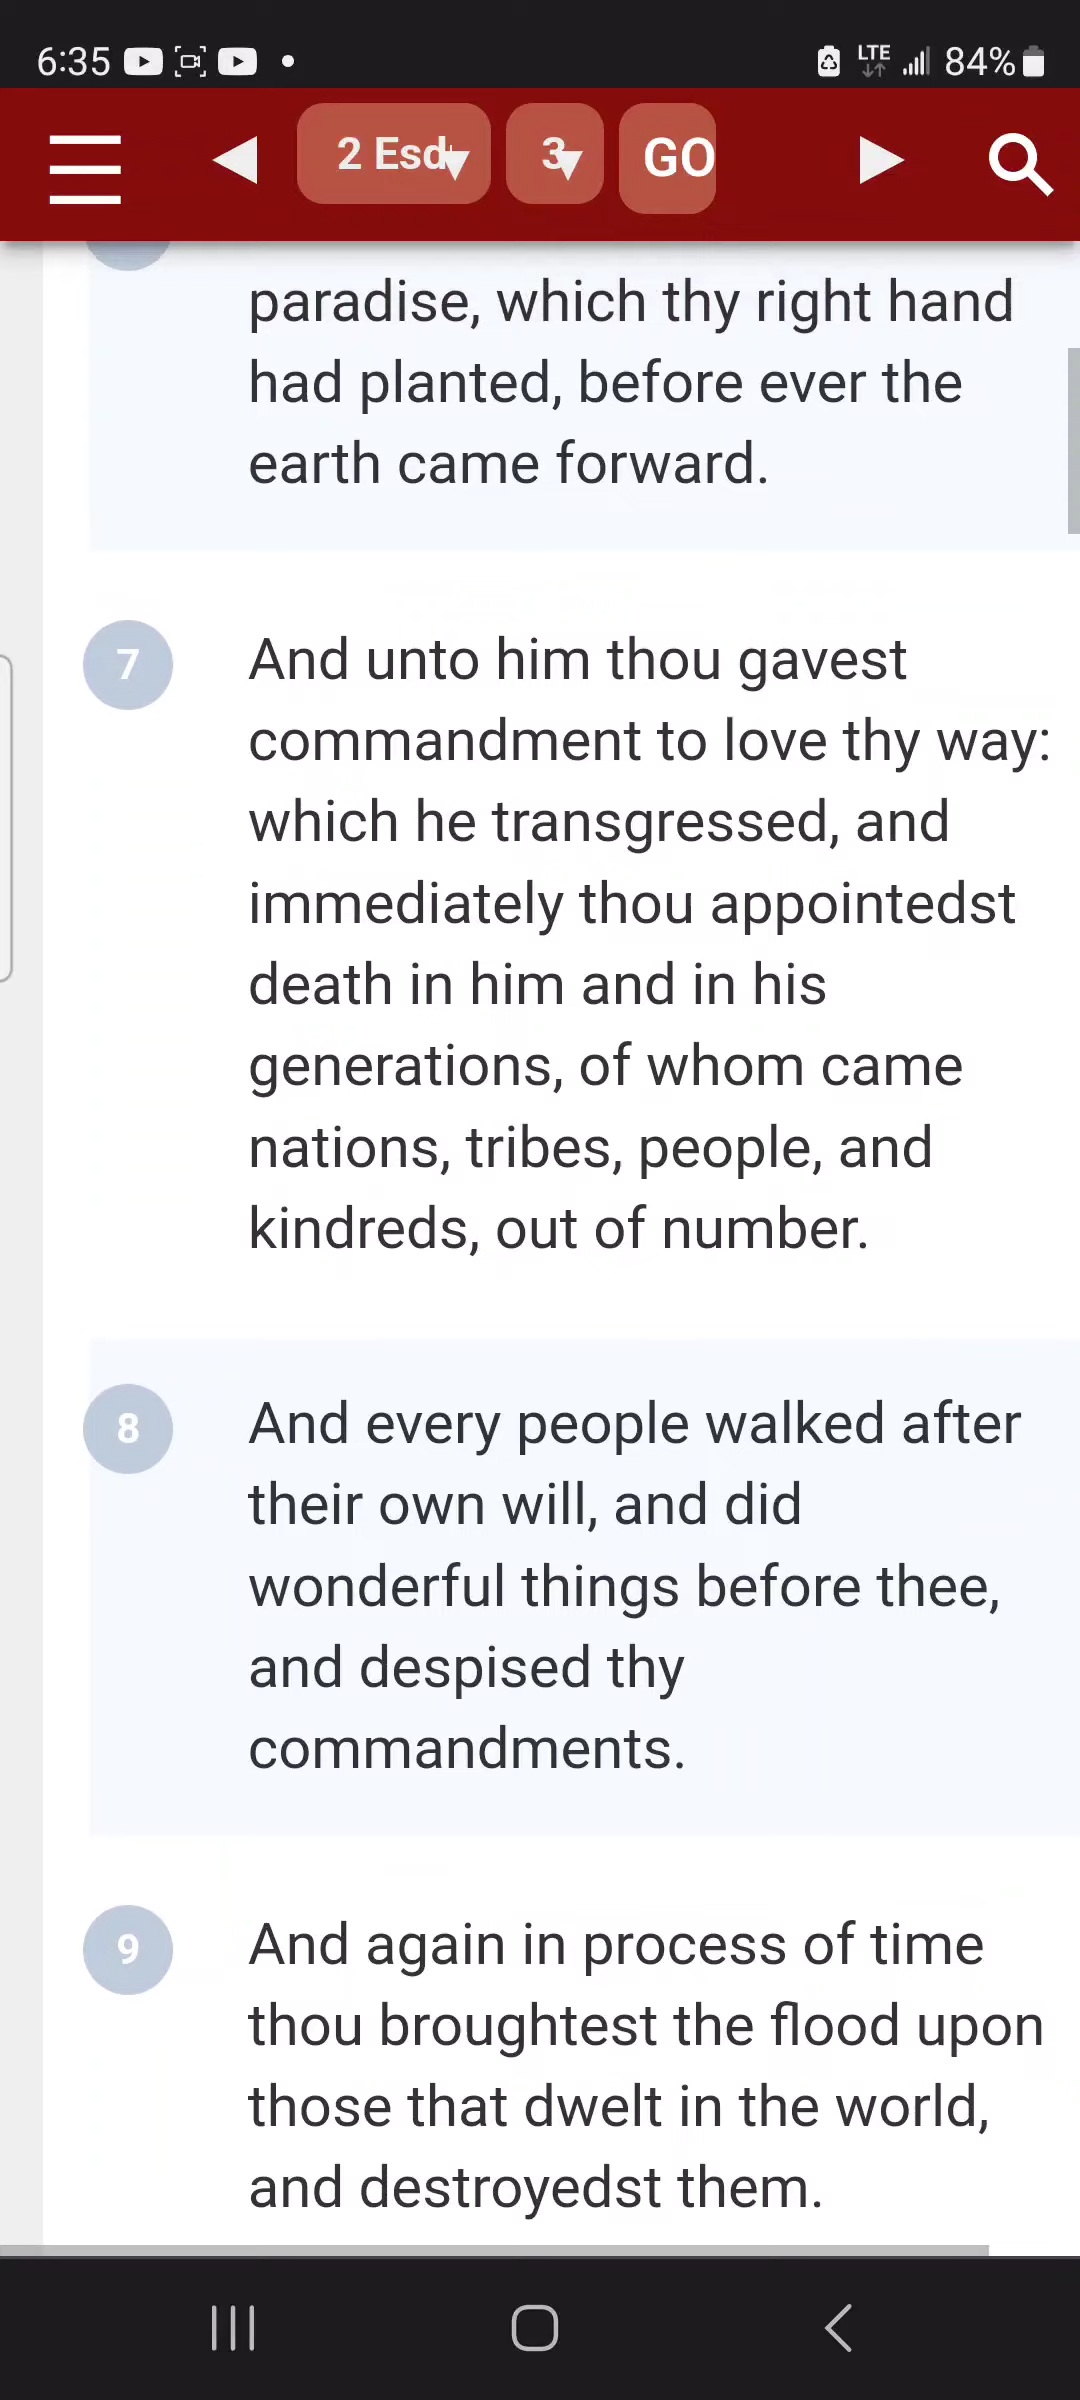 6:35 LTE 84%
2 Esd 3 GO
paradise, which thy right hand
had planted, before ever the
earth came forward.
7 And unto him thou gavest
commandment to love thy way:
which he transgressed, and
immediately thou appointedst
death in him and in his
generations, of whom came
nations, tribes, people, and
kindreds, out of number.
8 And every people walked after
their own will, and did
wonderful things before thee,
and despised thy
commandments.
9 And again in process of time
thou broughtest the flood upon
those that dwelt in the world,
and destroyedst them.